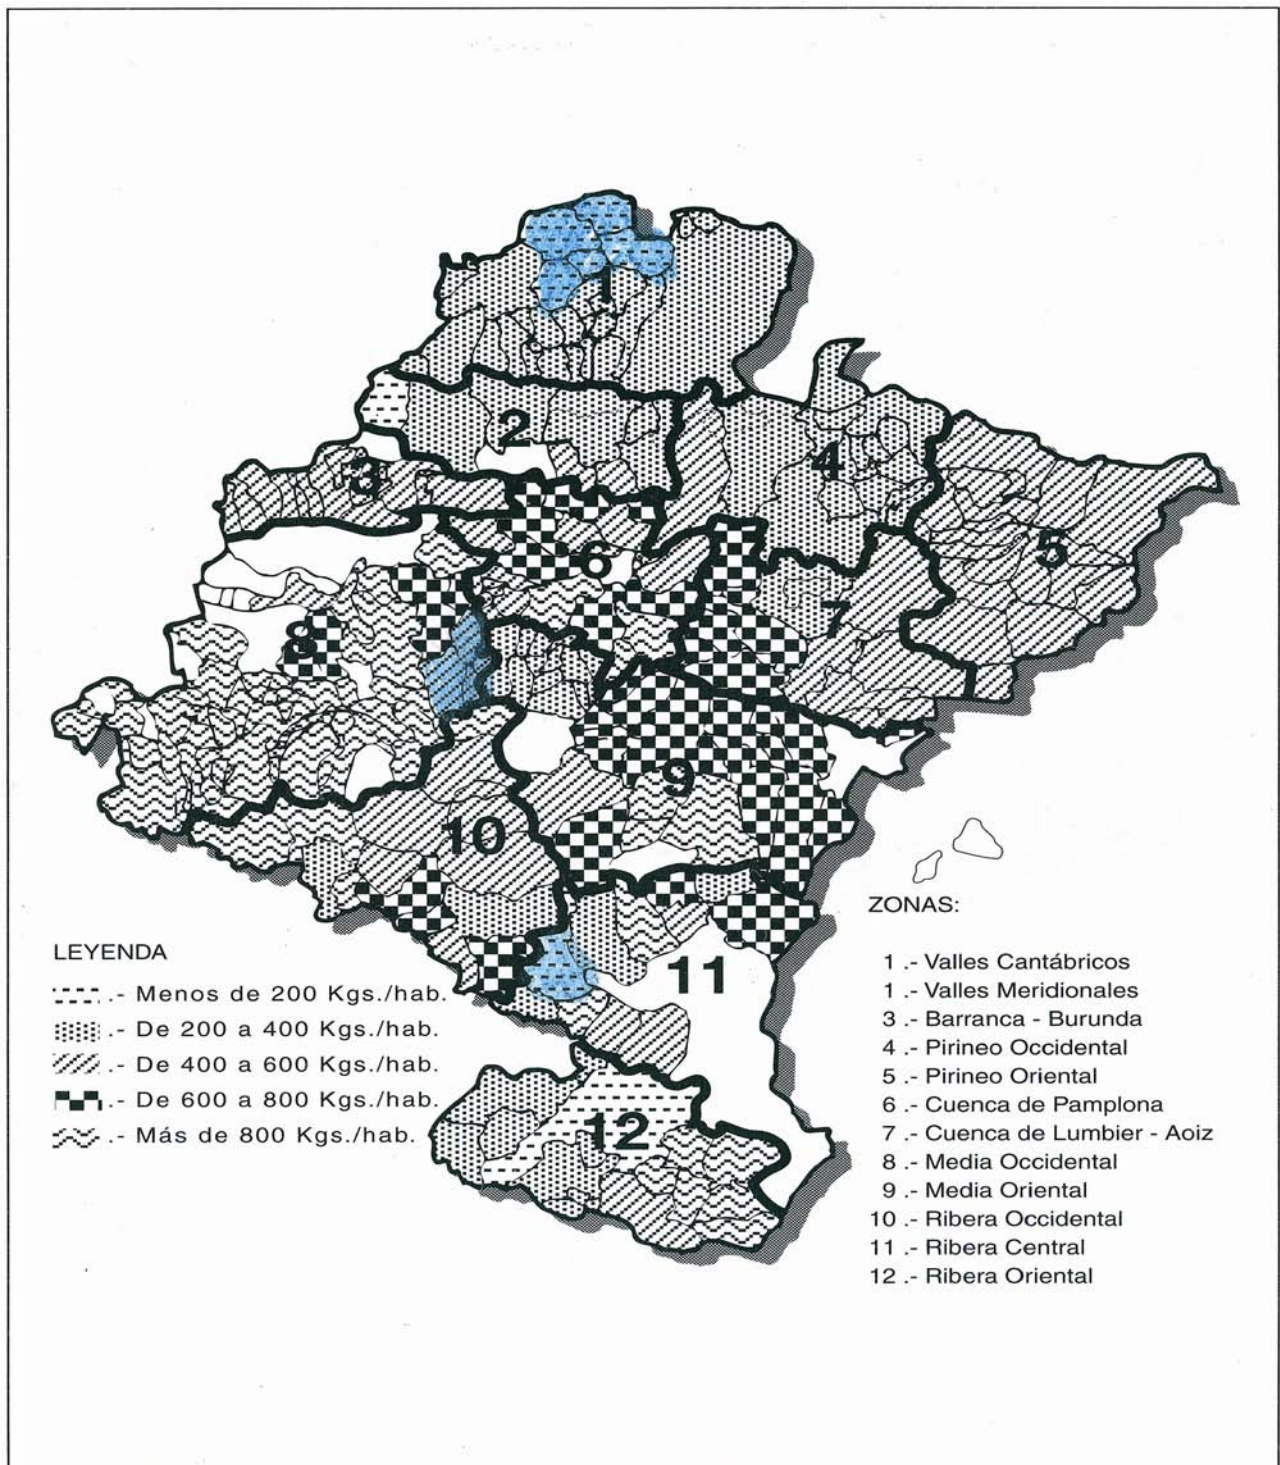 1
2
3
4
5
6
7
8
9
10
11
12
LEYENDA
.- Menos de 200 Kgs./hab.
.- De 200 a 400 Kgs./hab.
.- De 400 a 600 Kgs./hab.
.- De 600 a 800 Kgs./hab.
.- Más de 800 Kgs./hab.
ZONAS:
1 .- Valles Cantábricos
1 .- Valles Meridionales
3 .- Barranca - Burunda
4 .- Pirineo Occidental
5 .- Pirineo Oriental
6 .- Cuenca de Pamplona
7 .- Cuenca de Lumbier - Aoiz
8 .- Media Occidental
9 .- Media Oriental
10 .- Ribera Occidental
11 .- Ribera Central
12 .- Ribera Oriental